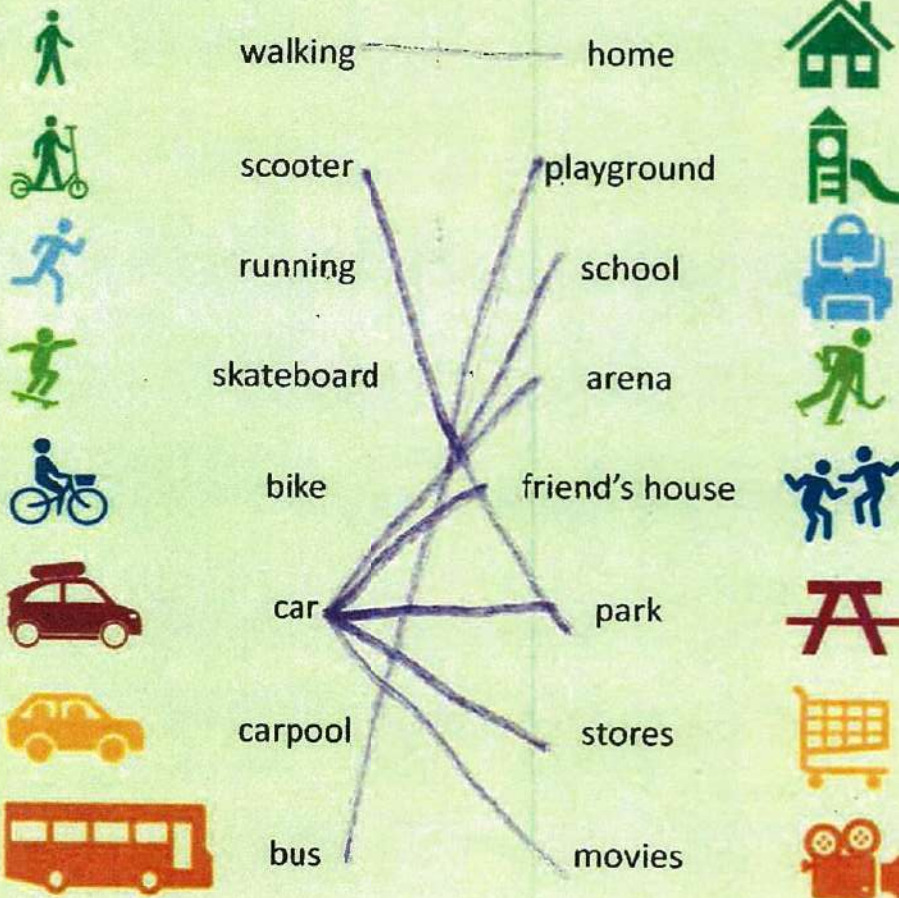 walking home
scooter playground
running school
skateboard arena
bike friend's house
car park
carpool stores
bus movies